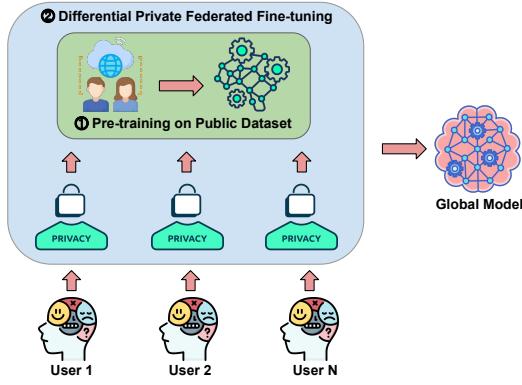 ❷ Differential Private Federated Fine-tuning
① Pre-training on Public Dataset
Global Model
PRIVACY PRIVACY PRIVACY
User 1 User 2 User N